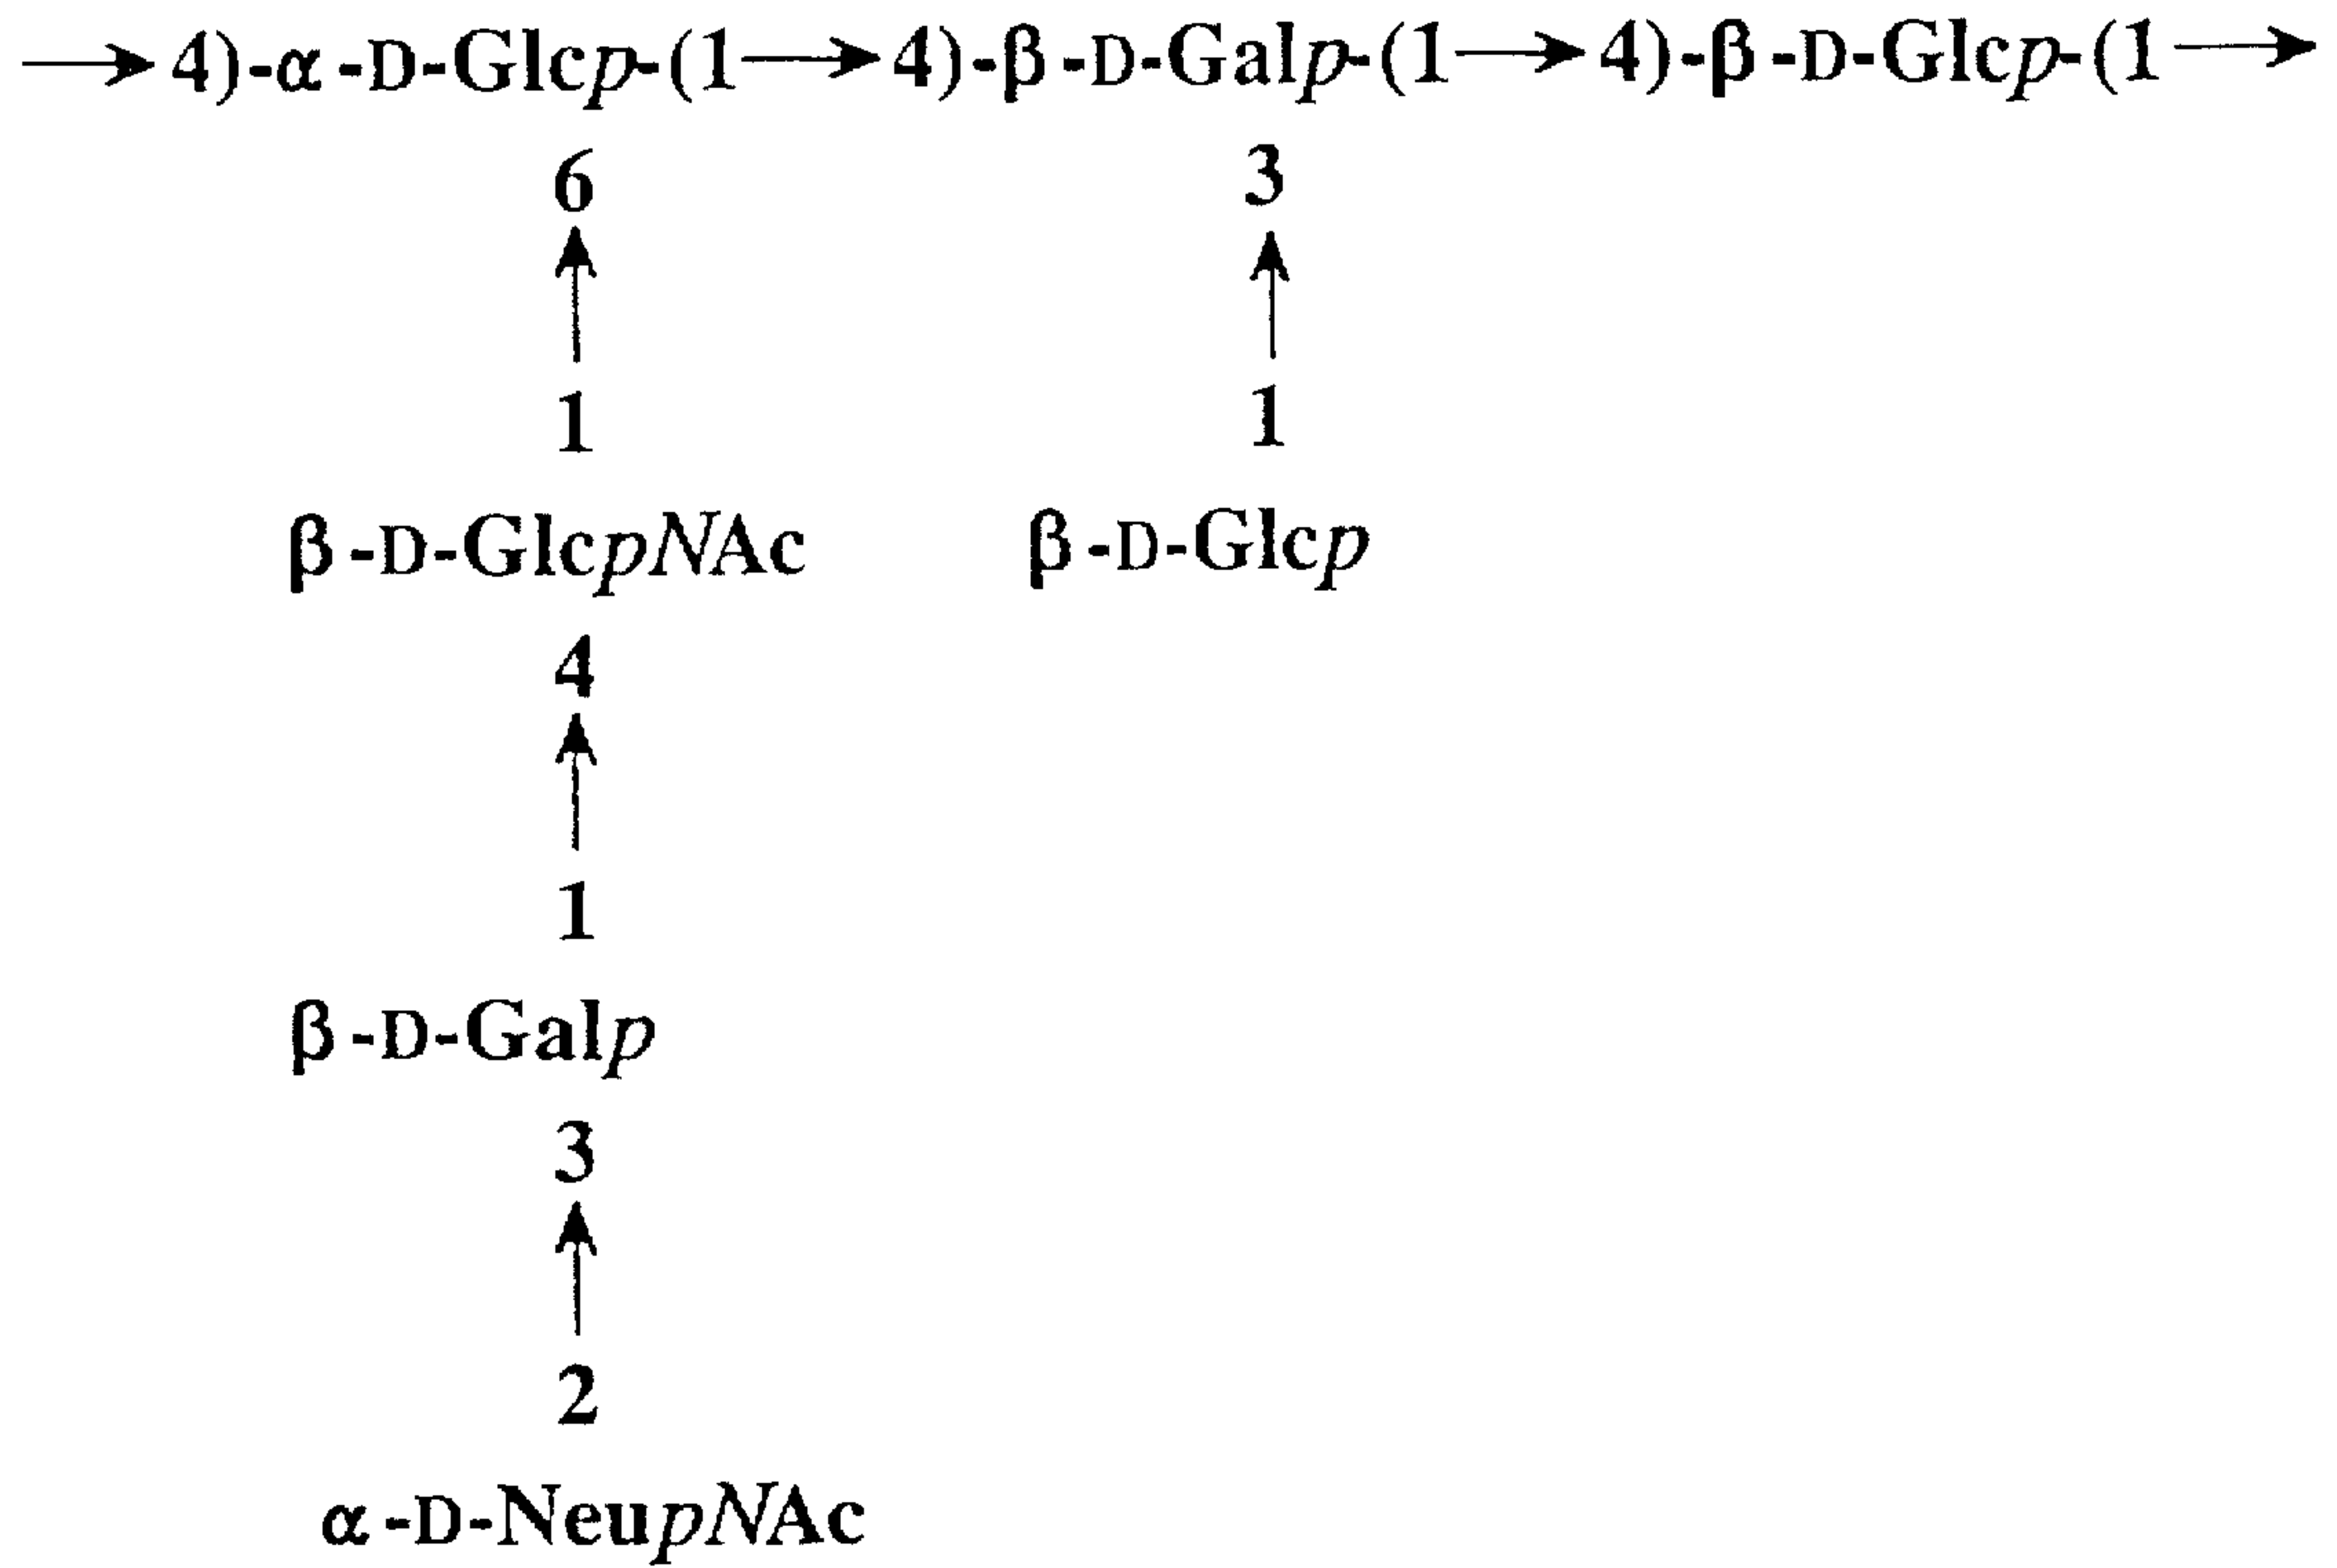 → 4)-α-D-Glcp-(1 → 4)-β-D-Galp-(1 → 4)-β-D-Glcp-(1 →
6 3
↑ ↑
1 1
β-D-GlcpNAc β-D-Glcp
4
↑
1
β-D-Galp
3
↑
2
α-D-NeupNAc